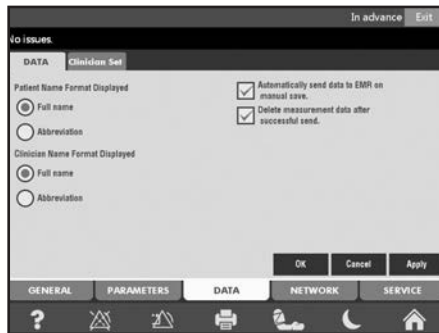 In advance Exit
No issues.
DATA Clinician Set
Patient Name Format Displayed
Full name
Abbreviation
Clinician Name Format Displayed
Full name
Abbreviation
Automatically send data to EMR on
manual save.
Delete measurement data after
successful send.
OK Cancel Apply
GENERAL PARAMETERS DATA NETWORK SERVICE
?